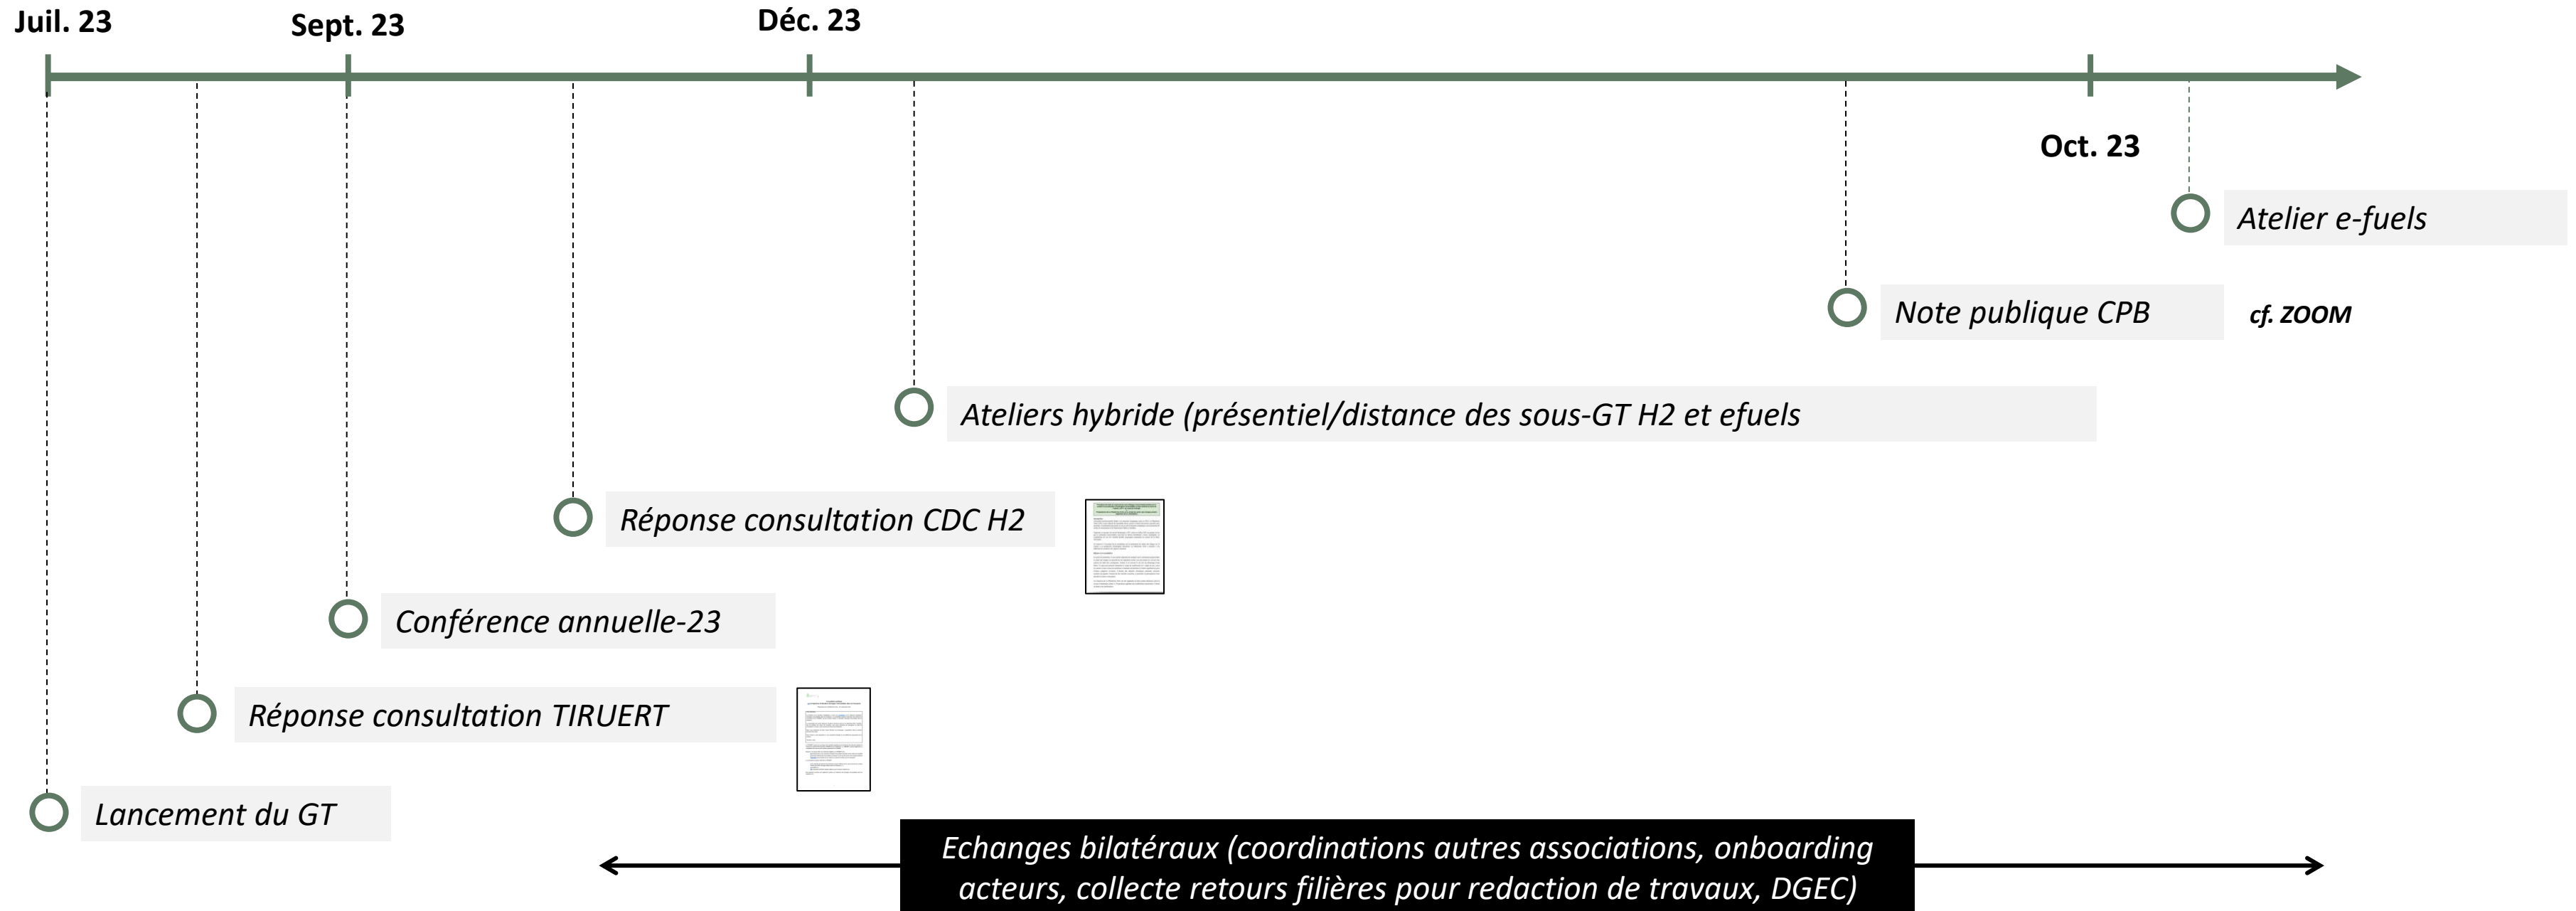 Juil. 23
Sept. 23
Déc. 23
Oct. 23
Atelier e-fuels
Note publique CPB
cf. ZOOM
Ateliers hybride (présentiel/distance des sous-GT H2 et efuels
Réponse consultation CDC H2
Conférence annuelle-23
Réponse consultation TIRUERT
Lancement du GT
Echanges bilatéraux (coordinations autres associations, onboarding
acteurs, collecte retours filières pour redaction de travaux, DGEC)